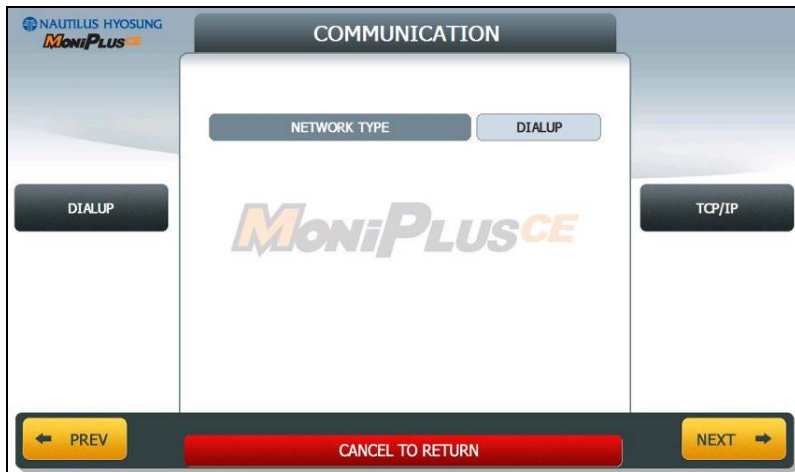 NAUTILUS HYOSUNG
MoniPlusCE
COMMUNICATION
NETWORK TYPE DIALUP
DIALUP
TCP/IP
MoniPlusCE
PREV
CANCEL TO RETURN
NEXT